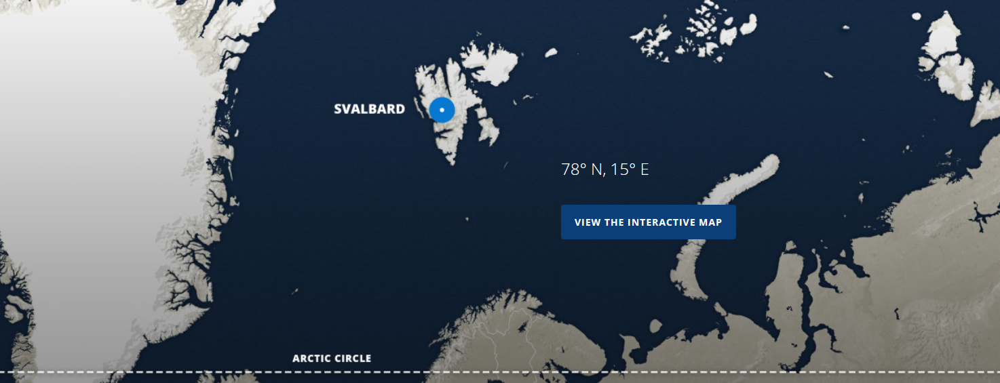 SVALBARD
78° N, 15° E
VIEW THE INTERACTIVE MAP
ARCTIC CIRCLE